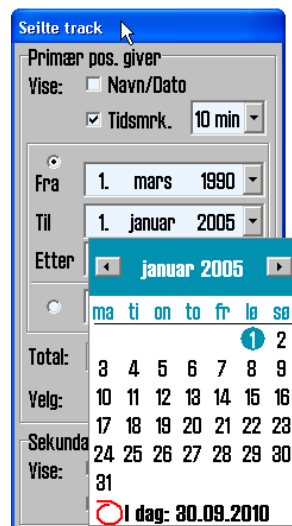 Seilte track
Primær pos. giver
Vise: Navn/Dato
Tidsmrk. 10 min
Fra 1. mars 1990
Til 1. januar 2005
Etter
januar 2005
ma ti on to fr lø sø
1 2
3 4 5 6 7 8 9
10 11 12 13 14 15 16
17 18 19 20 21 22 23
24 25 26 27 28 29 30
31
I dag: 30.09.2010
Total:
Velg:
Sekunda
Vise: